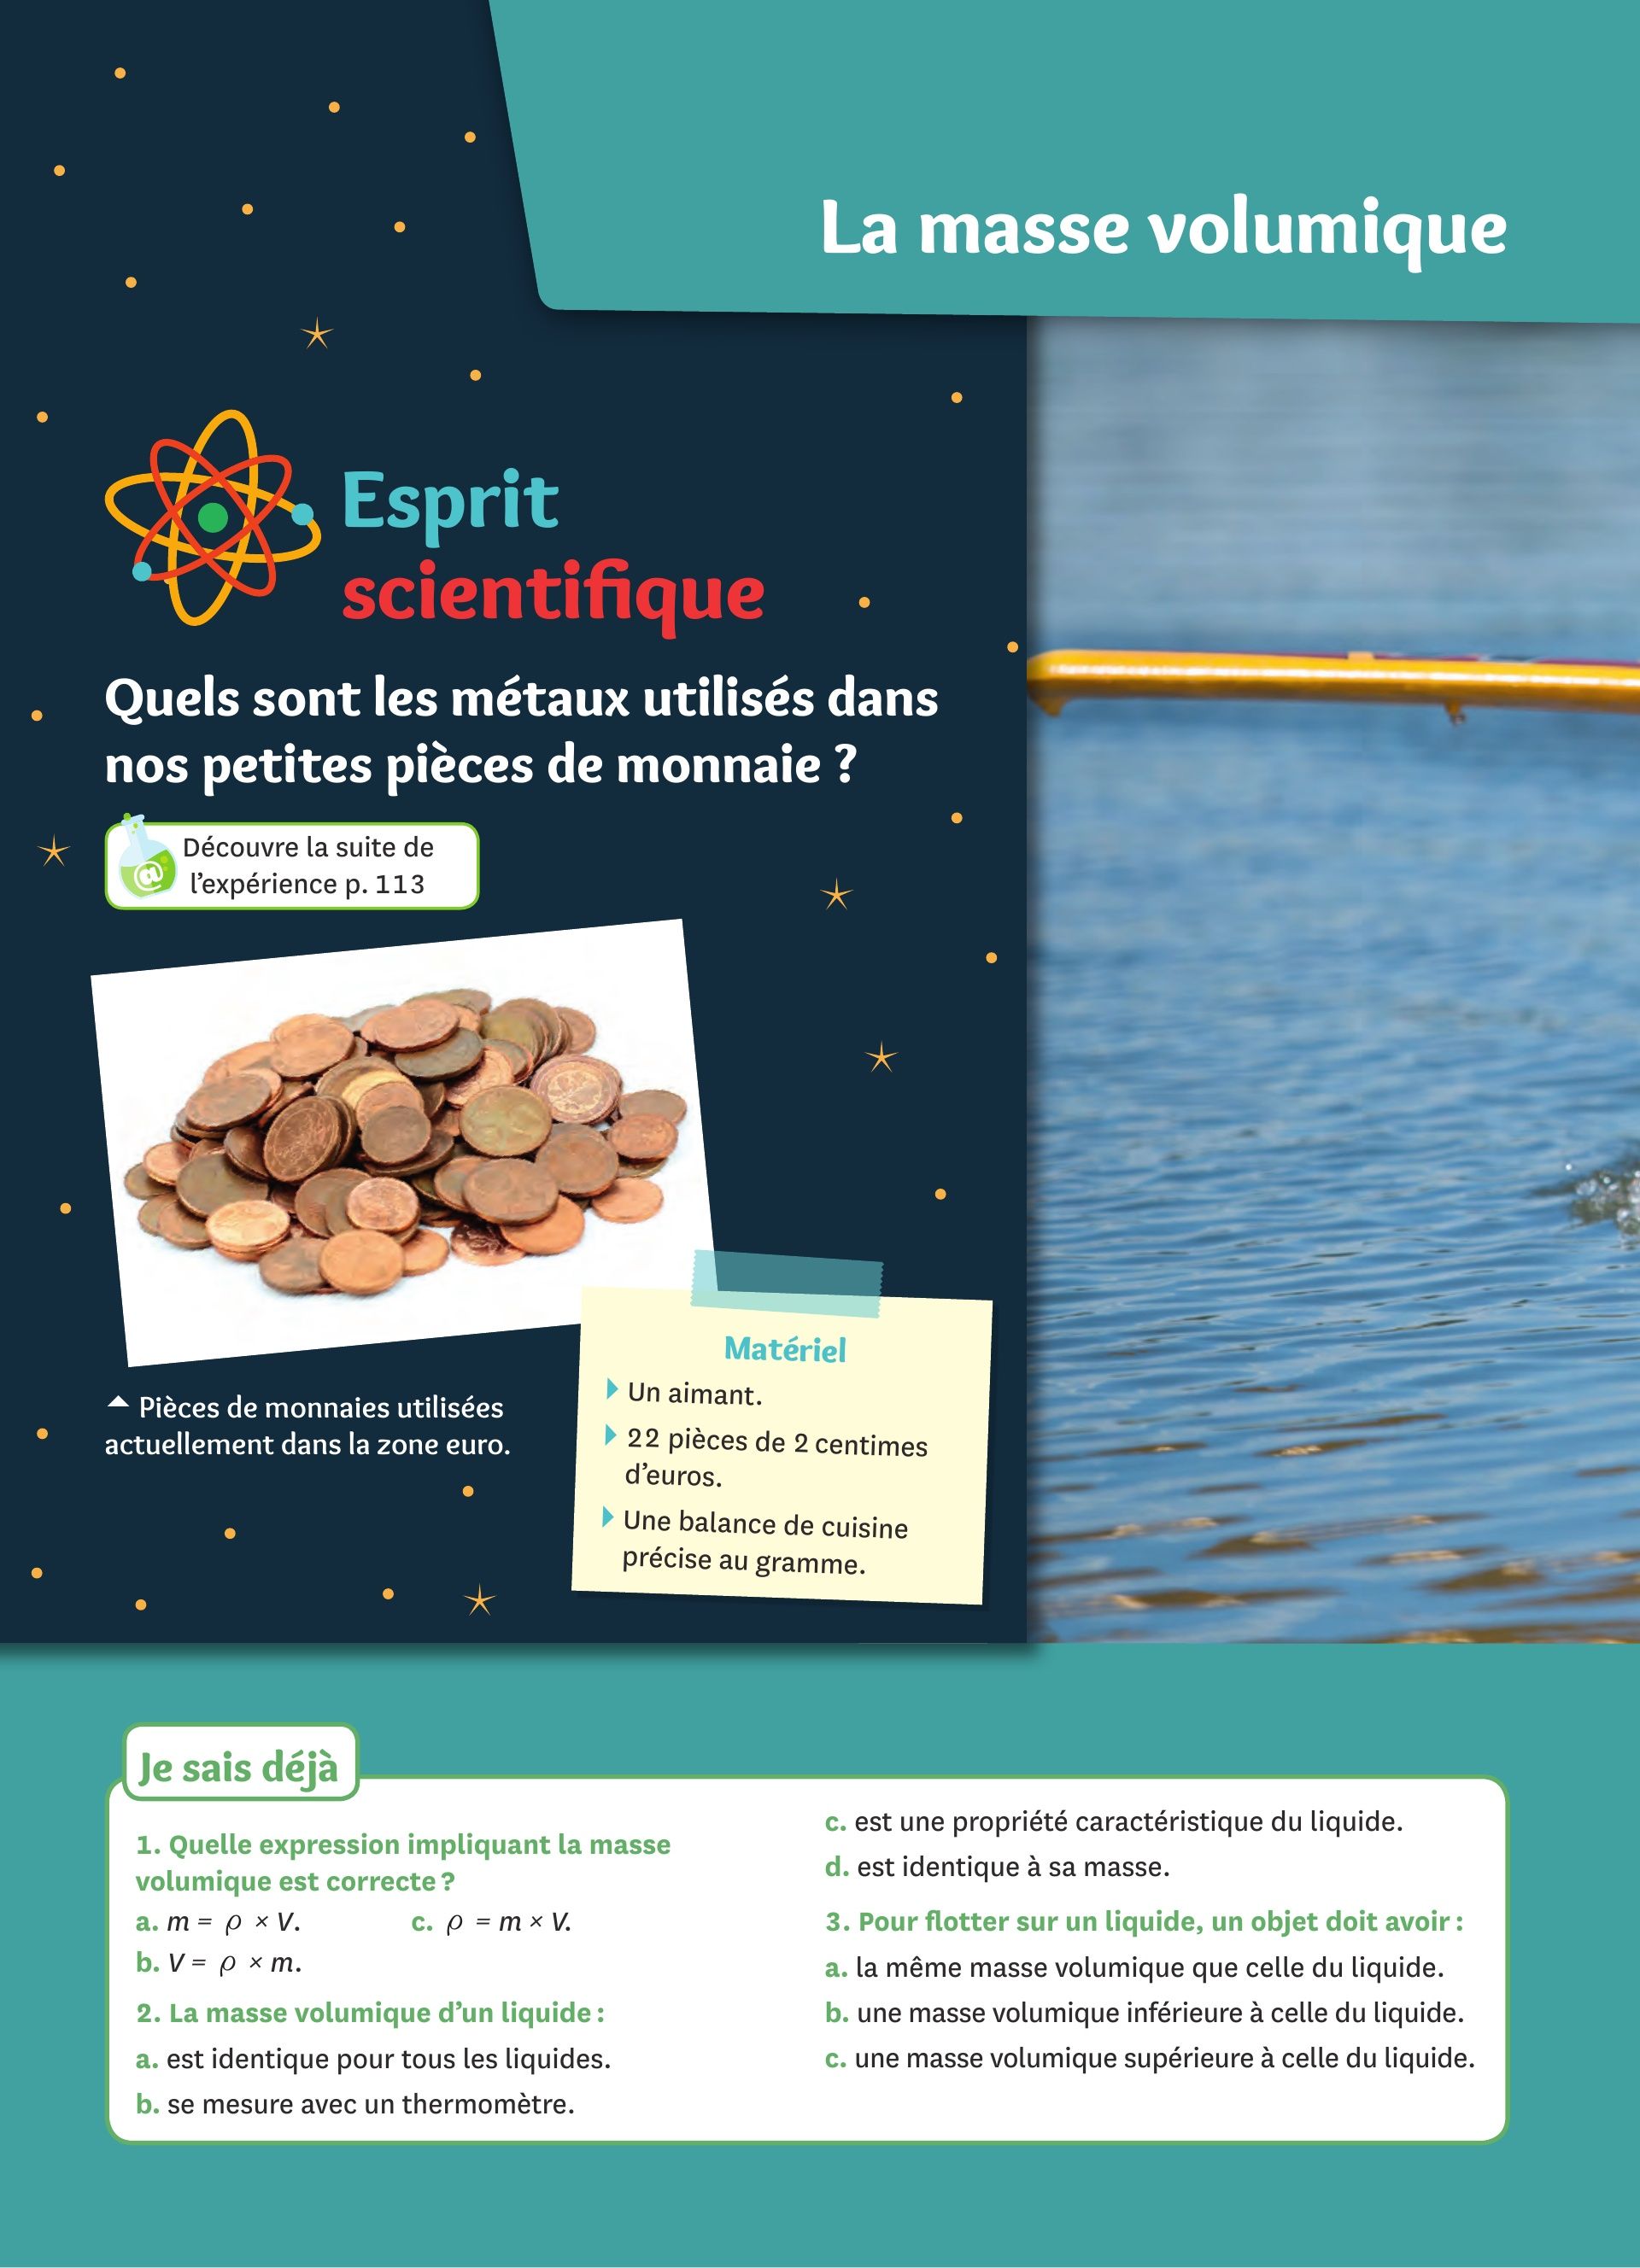 La masse volumique
Esprit
scientifique
Quels sont les métaux utilisés dans
nos petites pièces de monnaie ?
@
Découvre la suite de
l’expérience p. 113
Matériel
Un aimant.
22 pièces de 2 centimes
d’euros.
Une balance de cuisine
précise au gramme.
Pièces de monnaies utilisées
actuellement dans la zone euro.
Je sais déjà
1. Quelle expression impliquant la masse
volumique est correcte ?
a. m = ρ × V.
c. ρ = m × V.
b. V = ρ × m.
2. La masse volumique d’un liquide :
a. est identique pour tous les liquides.
b. se mesure avec un thermomètre.
c. est une propriété caractéristique du liquide.
d. est identique à sa masse.
3. Pour flotter sur un liquide, un objet doit avoir :
a. la même masse volumique que celle du liquide.
b. une masse volumique inférieure à celle du liquide.
c. une masse volumique supérieure à celle du liquide.